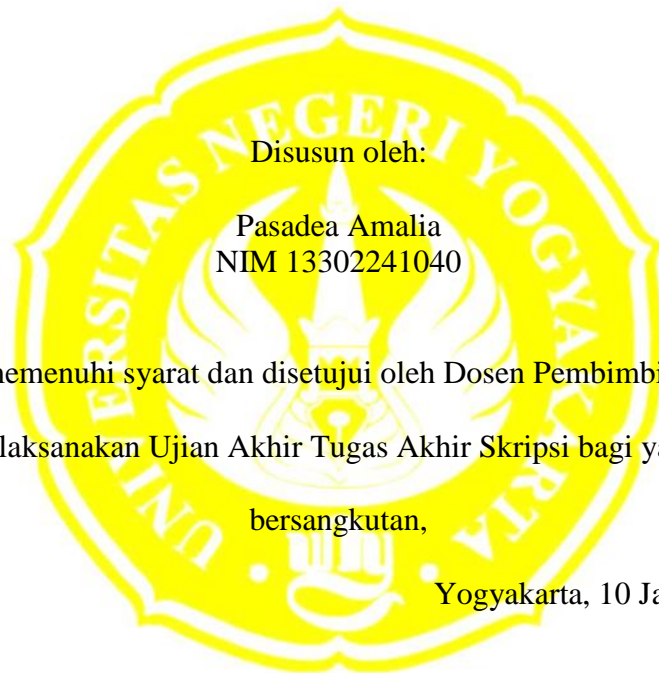 UNIVERSITAS NEGERI YOGYAKARTA
Disusun oleh:
Pasadea Amalia
NIM 13302241040
memenuhi syarat dan disetujui oleh Dosen Pembimbi
laksanakan Ujian Akhir Tugas Akhir Skripsi bagi ya
bersangkutan,
Yogyakarta, 10 Ja